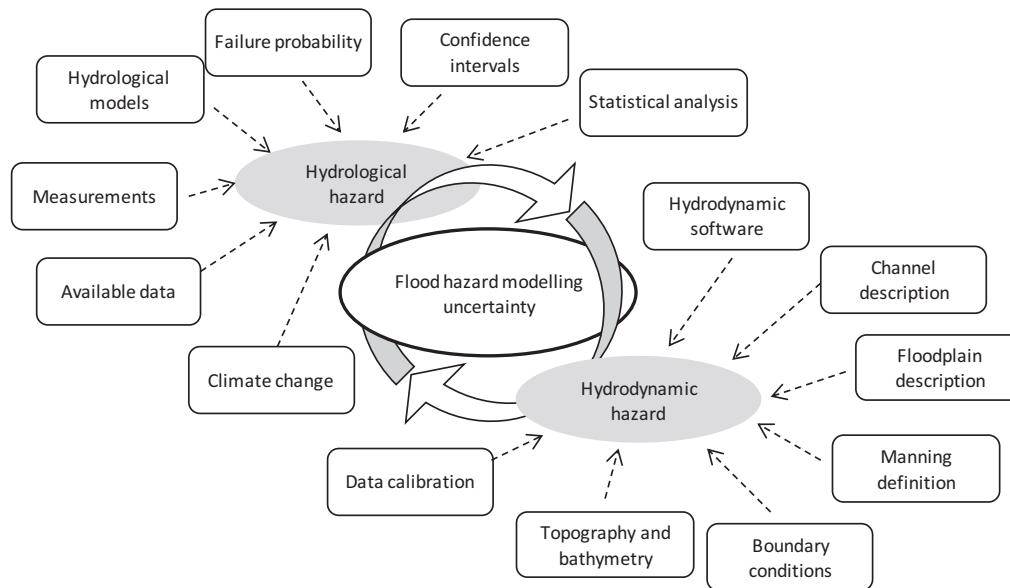 Failure probability
Confidence
intervals
Hydrological
models
Statistical analysis
Hydrological
hazard
Measurements
Hydrodynamic
software
Channel
description
Available data
Flood hazard modelling
uncertainty
Floodplain
description
Climate change
Hydrodynamic
hazard
Manning
definition
Data calibration
Topography and
bathymetry
Boundary
conditions